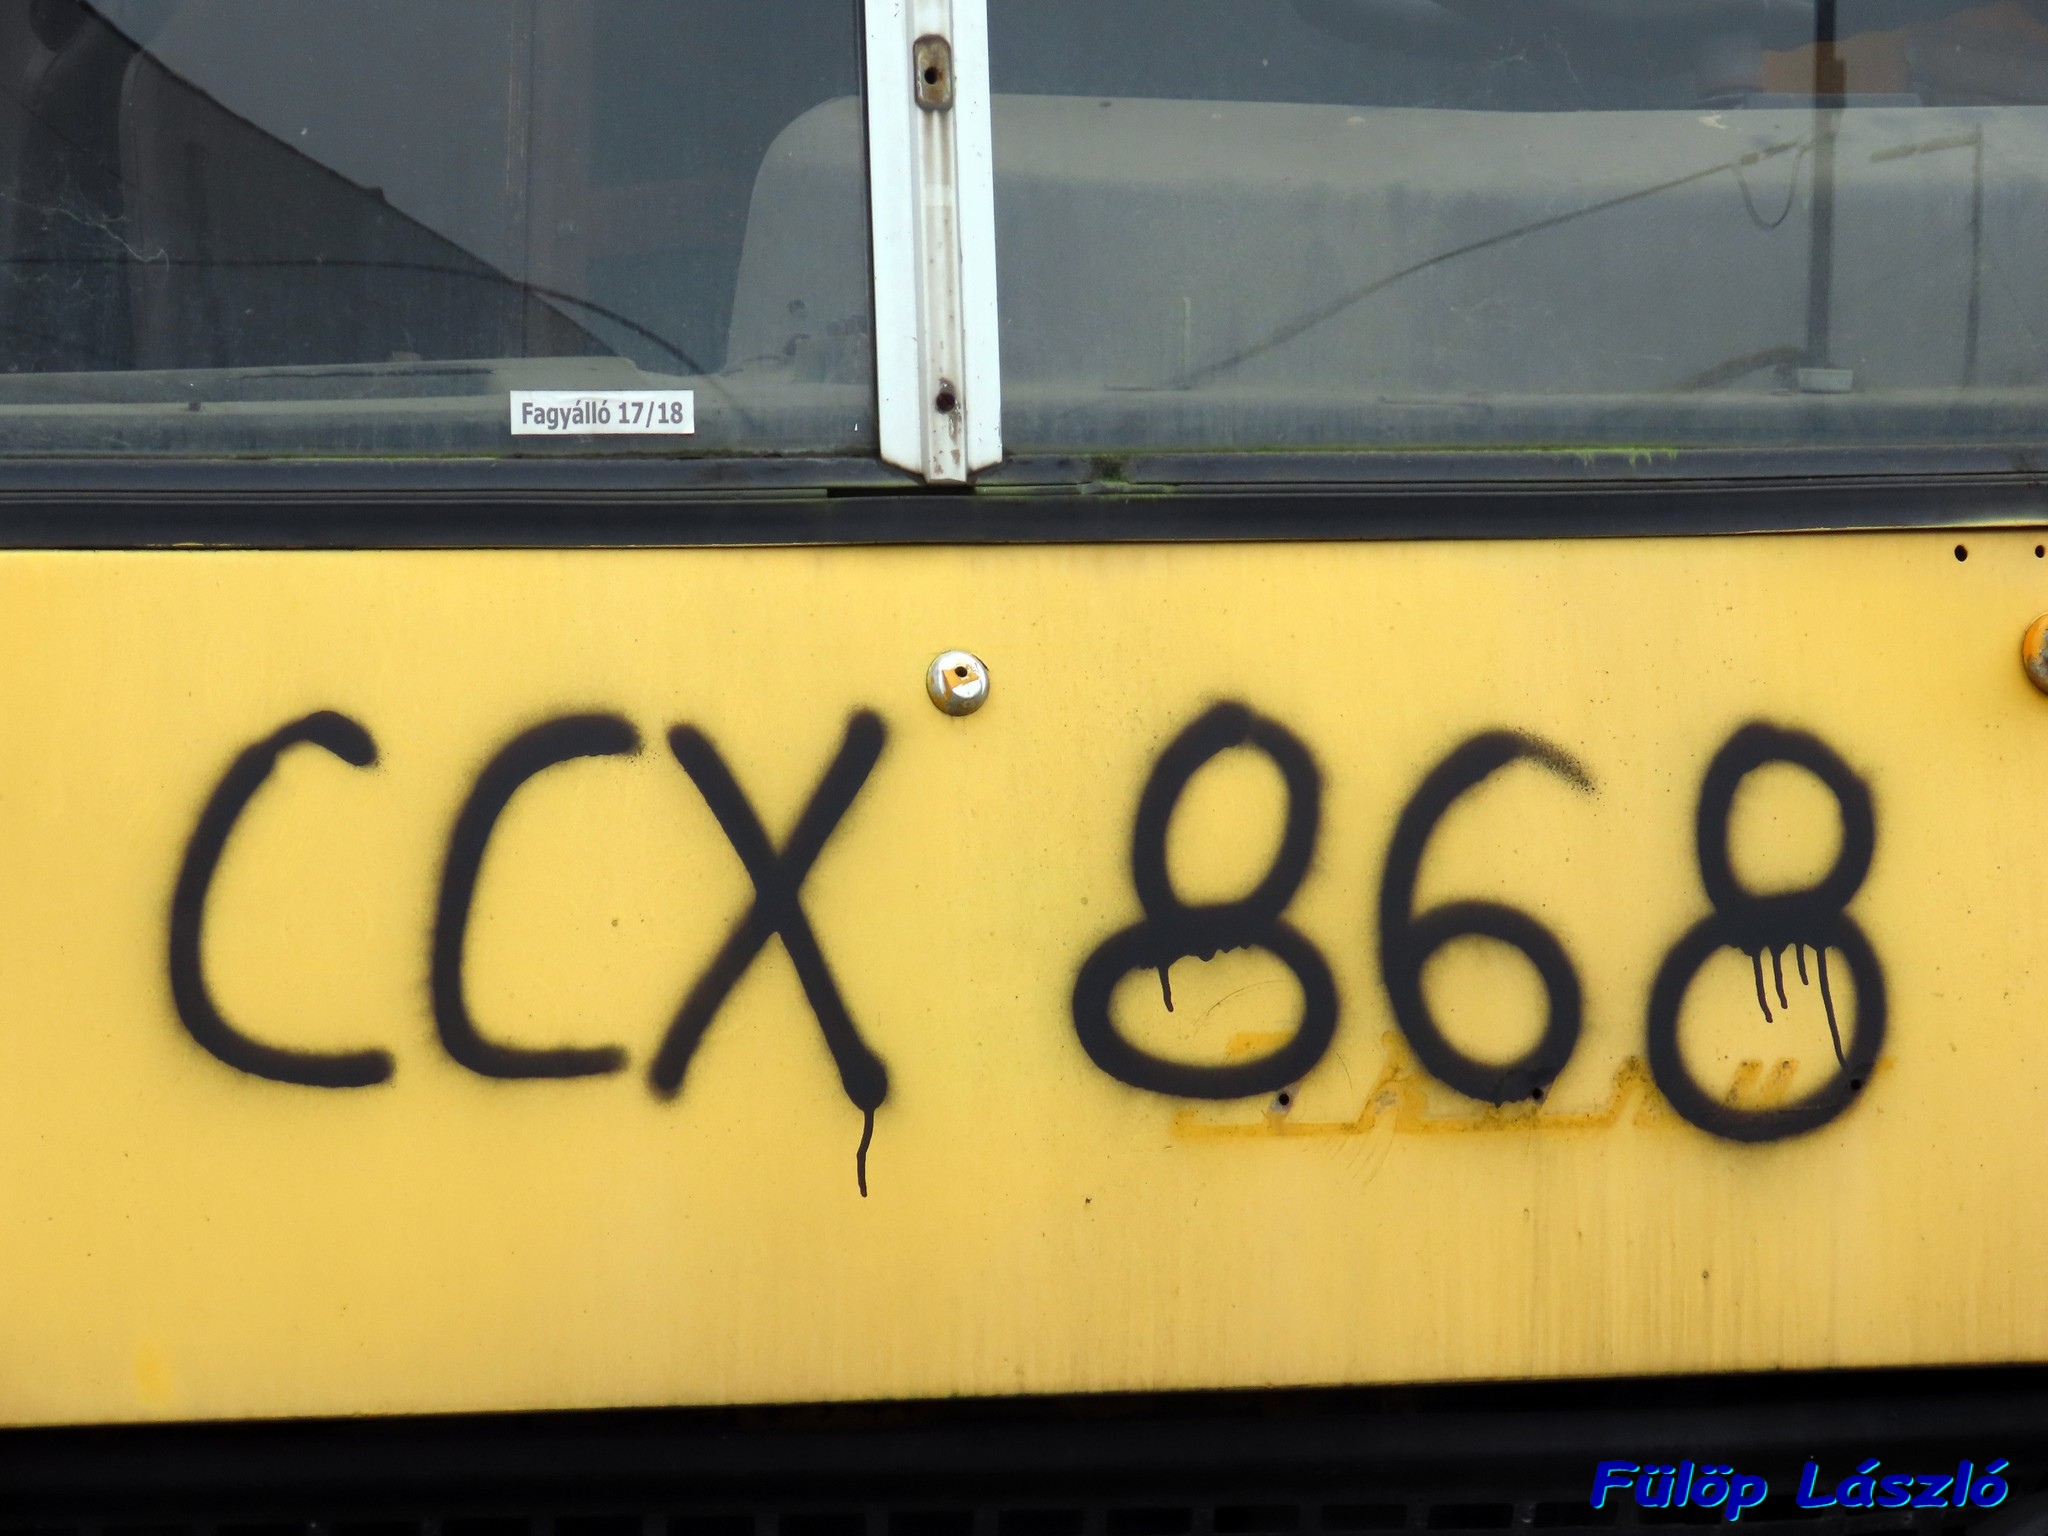 Fagyálló 17/18
CCX 868
Fülöp László